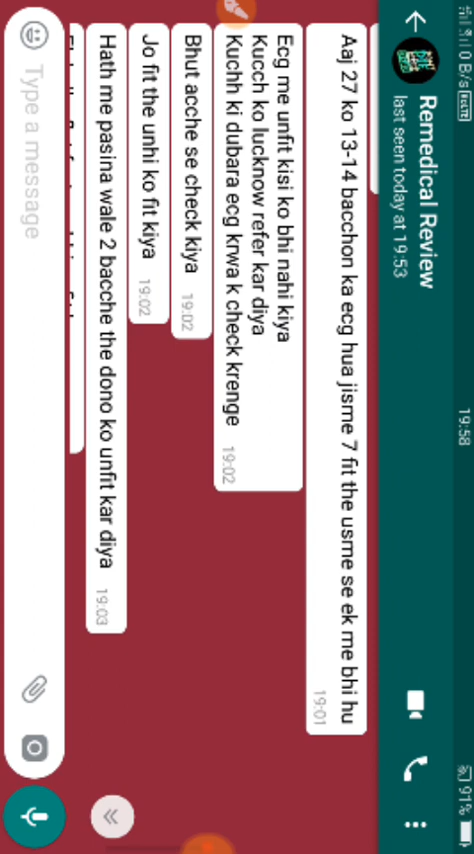 0 B/s
VoLTE
19:58
91%
Remedical Review
last seen today at 19:53
Aaj 27 ko 13-14 bacchon ka ecg hua jisme 7 fit the usme se ek me bhi hu
19:01
Ecg me unfit kisi ko bhi nahi kiya
Kucch ko lucknow refer kar diya
Kuchh ki dubara ecg krwa k check krenge
19:02
Bhut acche se check kiya
19:02
Jo fit the unhi ko fit kiya
19:02
Hath me pasina wale 2 bacche the dono ko unfit kar diya
19:03
Type a message